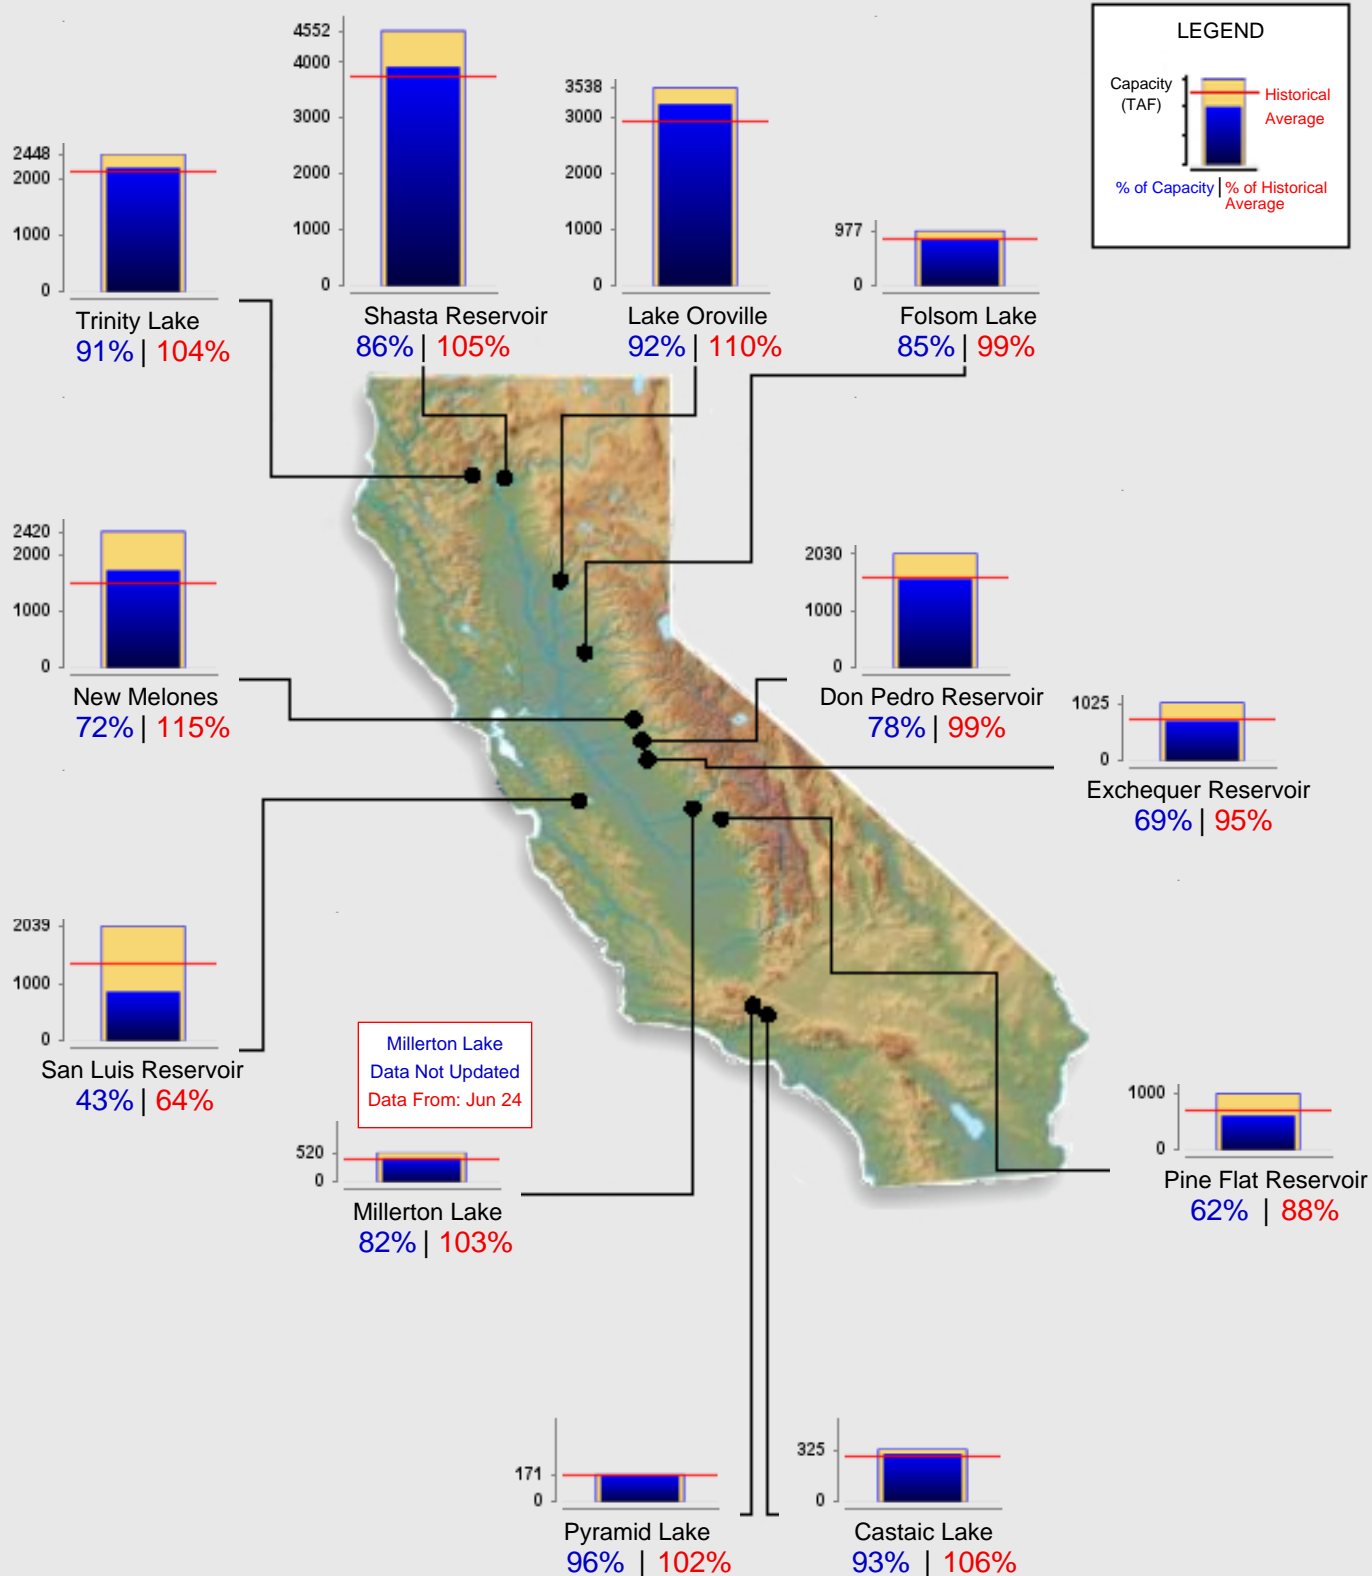 LEGEND
Capacity
(TAF)
Historical
Average
% of Capacity | % of Historical
Average
4552
4000
3000
2000
1000
0
Shasta Reservoir
86% | 105%
3538
3000
2000
1000
0
Lake Oroville
92% | 110%
977
0
Folsom Lake
85% | 99%
2448
2000
1000
0
Trinity Lake
91% | 104%
2420
2000
1000
0
New Melones
72% | 115%
2030
1000
0
Don Pedro Reservoir
78% | 99%
1025
0
Exchequer Reservoir
69% | 95%
2039
1000
0
San Luis Reservoir
43% | 64%
Millerton Lake
Data Not Updated
Data From: Jun 24
520
0
Millerton Lake
82% | 103%
1000
0
Pine Flat Reservoir
62% | 88%
171
0
Pyramid Lake
96% | 102%
325
0
Castaic Lake
93% | 106%